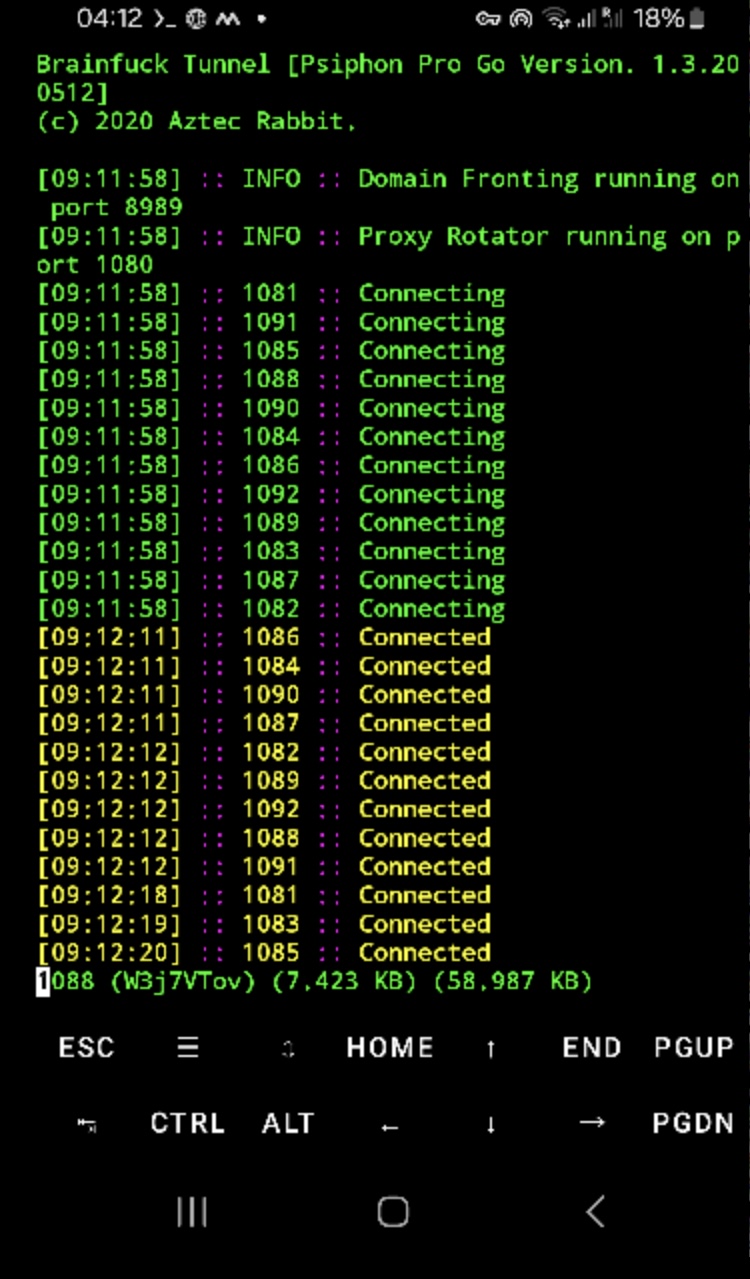 04:12
18%
Brainfuck Tunnel [Psiphon Pro Go Version. 1.3.20
0512]
(c) 2020 Aztec Rabbit.
[09:11:58] :: INFO :: Domain Fronting running on
port 8989
[09:11:58] :: INFO :: Proxy Rotator running on p
ort 1080
[09:11:58] :: 1081 :: Connecting
[09:11:58] :: 1091 :: Connecting
[09:11:58] :: 1085 :: Connecting
[09:11:58] :: 1088 :: Connecting
[09:11:58] :: 1090 :: Connecting
[09:11:58] :: 1084 :: Connecting
[09:11:58] :: 1086 :: Connecting
[09:11:58] :: 1092 :: Connecting
[09:11:58] :: 1089 :: Connecting
[09:11:58] :: 1083 :: Connecting
[09:11:58] :: 1087 :: Connecting
[09:11:58] :: 1082 :: Connecting
[09:12:11] :: 1086 :: Connected
[09:12:11] :: 1084 :: Connected
[09:12:11] :: 1090 :: Connected
[09:12:11] :: 1087 :: Connected
[09:12:12] :: 1082 :: Connected
[09:12:12] :: 1089 :: Connected
[09:12:12] :: 1092 :: Connected
[09:12:12] :: 1088 :: Connected
[09:12:12] :: 1091 :: Connected
[09:12:18] :: 1081 :: Connected
[09:12:19] :: 1083 :: Connected
[09:12:20] :: 1085 :: Connected
1088 (W3j7VTov) (7.423 KB) (58.987 KB)
ESC ☰ HOME ↑ END PGUP
CTRL ALT ← ↓ → PGDN